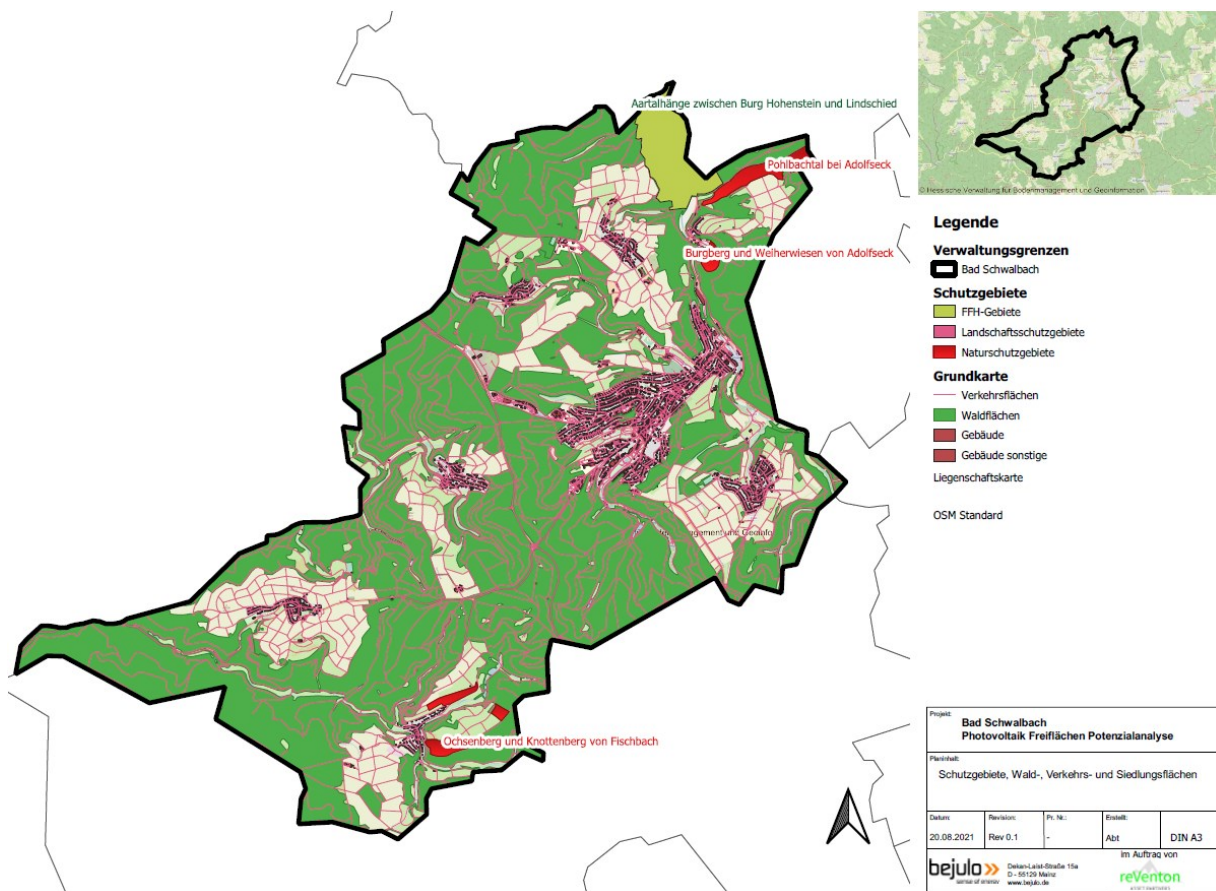 Aartalhänge zwischen Burg Hohenstein und Lindschied
Pohlbachtal bei Adolfseck
Burgberg und Weiherwiesen von Adolfseck
Ochsenberg und Knottenberg von Fischbach
© Hessische Verwaltung für Bodenmanagement und Geoinformation
Legende
Verwaltungsgrenzen
Bad Schwalbach
Schutzgebiete
FFH-Gebiete
Landschaftsschutzgebiete
Naturschutzgebiete
Grundkarte
Verkehrsflächen
Waldflächen
Gebäude
Gebäude sonstige
Liegenschaftskarte
OSM Standard
Projekt:
Bad Schwalbach
Photovoltaik Freiflächen Potenzialanalyse
Planinhalt:
Schutzgebiete, Wald-, Verkehrs- und Siedlungsflächen
Datum: Revision: Pr. Nr.: Erstellt:
20.08.2021 Rev 0.1 - Abt DIN A3
im Auftrag von
bejulo
sense of energy
Dekan-Laist-Straße 15a
D - 55129 Mainz
www.bejulo.de
reVenton